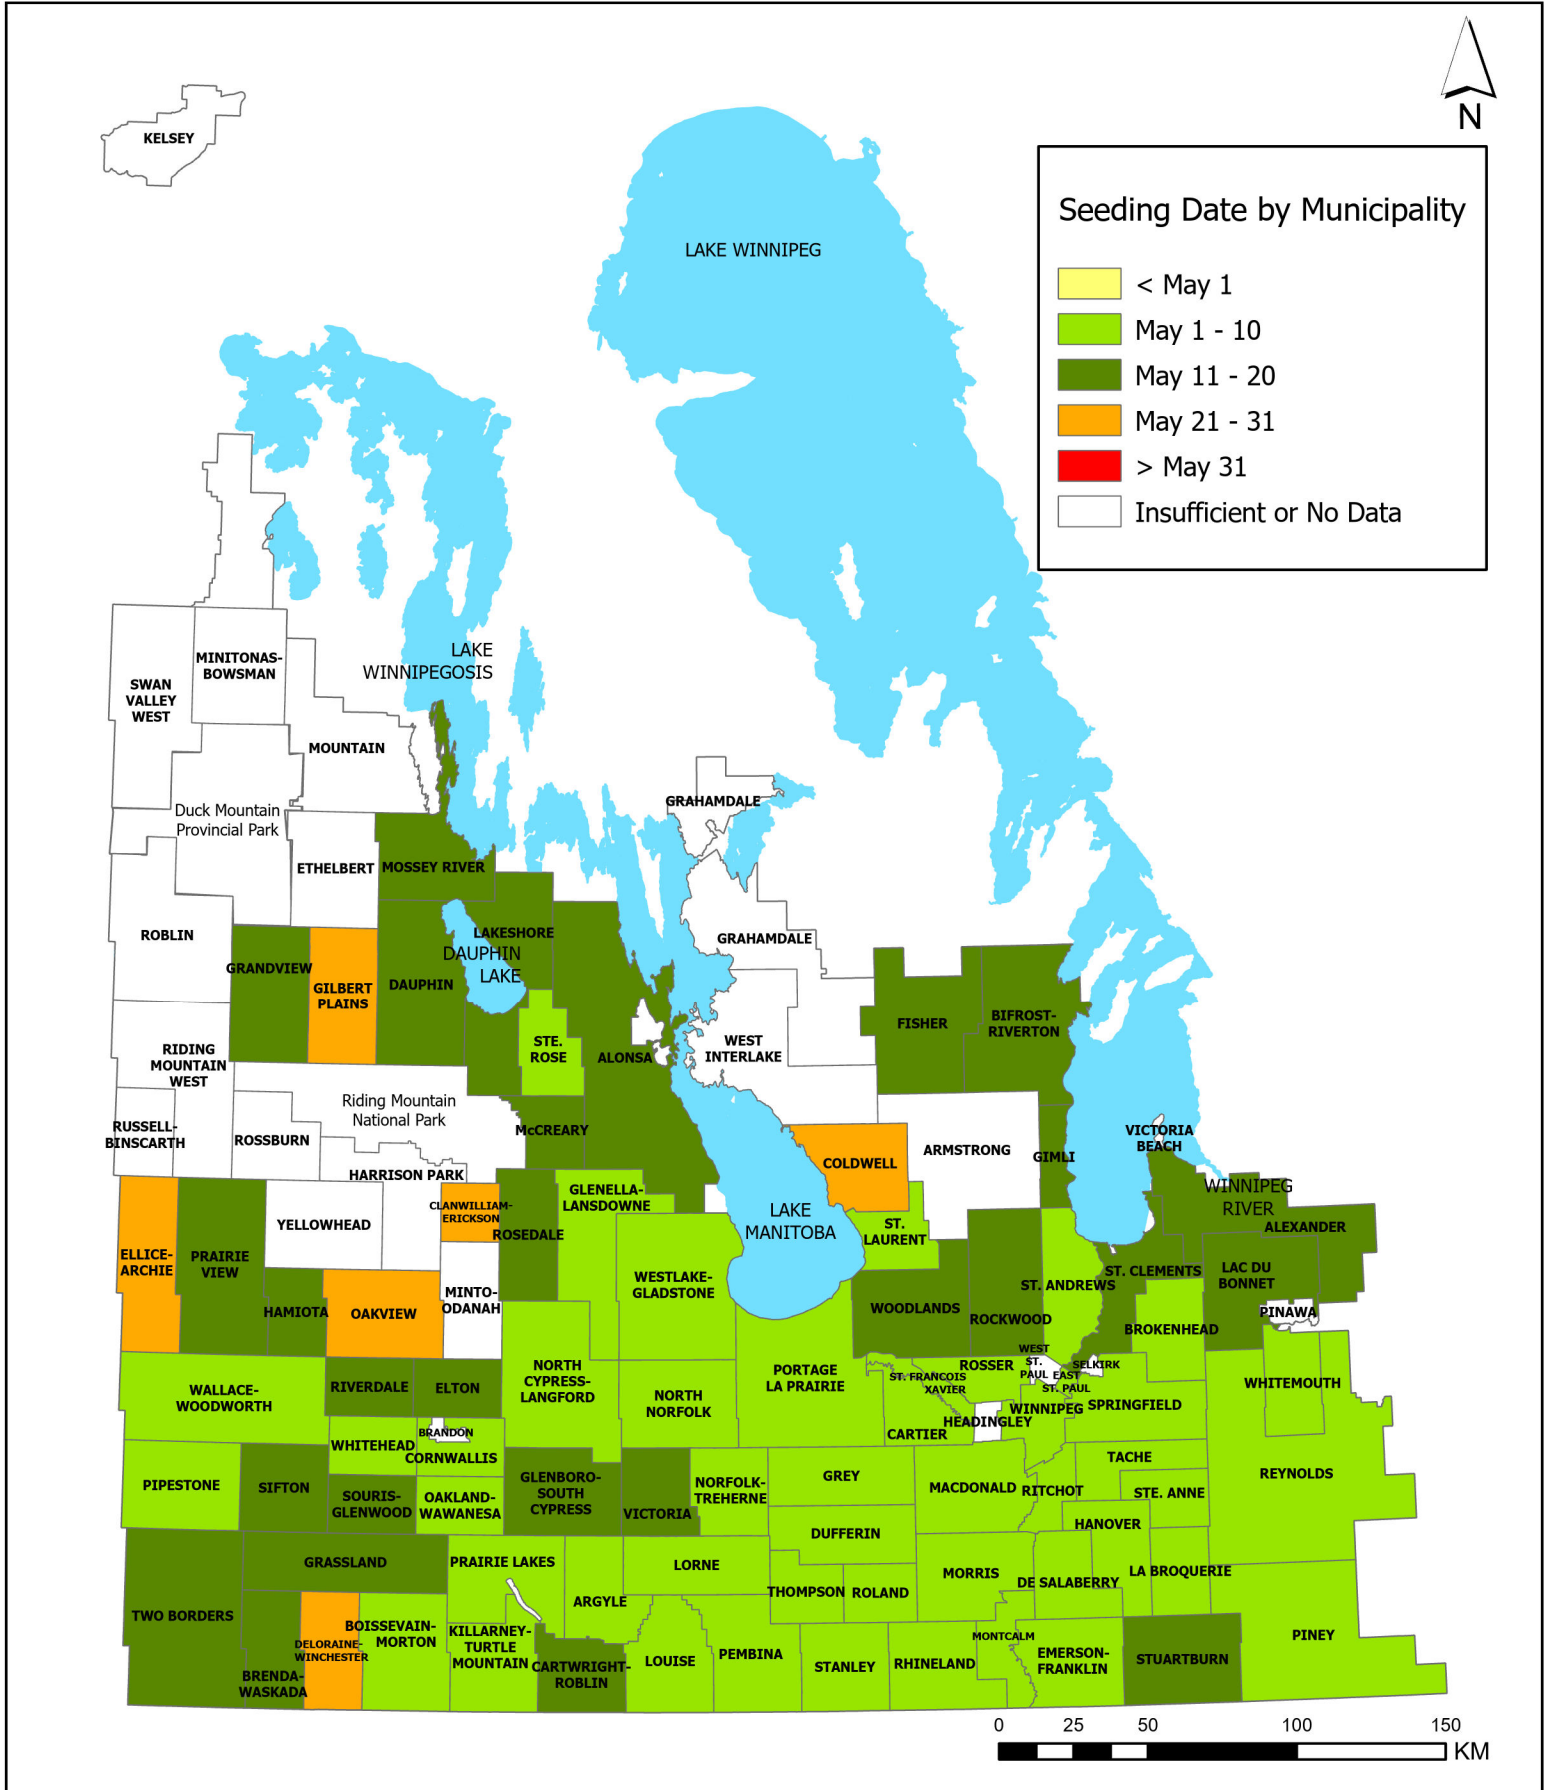 N
KELSEY
Seeding Date by Municipality
< May 1
May 1 - 10
May 11 - 20
May 21 - 31
> May 31
Insufficient or No Data
LAKE WINNIPEG
LAKE
WINNIPEGOSIS
MINITONAS-
BOWSMAN
SWAN
VALLEY
WEST
MOUNTAIN
Duck Mountain
Provincial Park
GRAHAMDALE
ETHELBERT
MOSSEY RIVER
ROBLIN
LAKESHORE
GRAHAMDALE
DAUPHIN
LAKE
GRANDVIEW
GILBERT
PLAINS
DAUPHIN
FISHER
BIFROST-
RIVERTON
STE.
ROSE
ALONSA
WEST
INTERLAKE
RIDING
MOUNTAIN
WEST
Riding Mountain
National Park
RUSSELL-
BINSCARTH
ROSSBURN
McCREARY
VICTORIA
BEACH
HARRISON PARK
COLDWELL
ARMSTRONG
GIMLI
CLANWILLIAM-
ERICKSON
GLENELLA-
LANSDOWNE
WINNIPEG
RIVER
YELLOWHEAD
ROSEDALE
LAKE
MANITOBA
ST.
LAURENT
ALEXANDER
ELLICE-
ARCHIE
PRAIRIE
VIEW
WESTLAKE-
GLADSTONE
ST. CLEMENTS
LAC DU
BONNET
ST. ANDREWS
HAMIOTA
OAKVIEW
MINTO-
ODANAH
WOODLANDS
ROCKWOOD
PINAWA
BROKENHEAD
WALLACE-
WOODWORTH
RIVERDALE
ELTON
NORTH
CYPRESS-
LANGFORD
NORTH
NORFOLK
PORTAGE
LA PRAIRIE
ST. FRANCOIS
XAVIER
ROSSER
WEST
ST.
PAUL
EAST
ST. PAUL
SELKIRK
WHITEMOUTH
SPRINGFIELD
WINNIPEG
HEADINGLEY
CARTIER
WHITEHEAD
BRANDON
CORNWALLIS
TACHE
PIPESTONE
SIFTON
SOURIS-
GLENWOOD
OAKLAND-
WAWANESA
GLENBORO-
SOUTH
CYPRESS
VICTORIA
NORFOLK-
TREHERNE
GREY
MACDONALD
RITCHOT
STE. ANNE
REYNOLDS
HANOVER
DUFFERIN
GRASSLAND
PRAIRIE LAKES
LORNE
MORRIS
LA BROQUERIE
DE SALABERRY
THOMPSON
ROLAND
ARGYLE
TWO BORDERS
BRENDA-
WASKADA
DELORAINE-
WINCHESTER
BOISSEVAIN-
MORTON
KILLARNEY-
TURTLE
MOUNTAIN
CARTWRIGHT-
ROBLIN
LOUISE
PEMBINA
STANLEY
RHINELAND
MONTCALM
EMERSON-
FRANKLIN
STUARTBURN
PINEY
0 25 50 100 150
KM